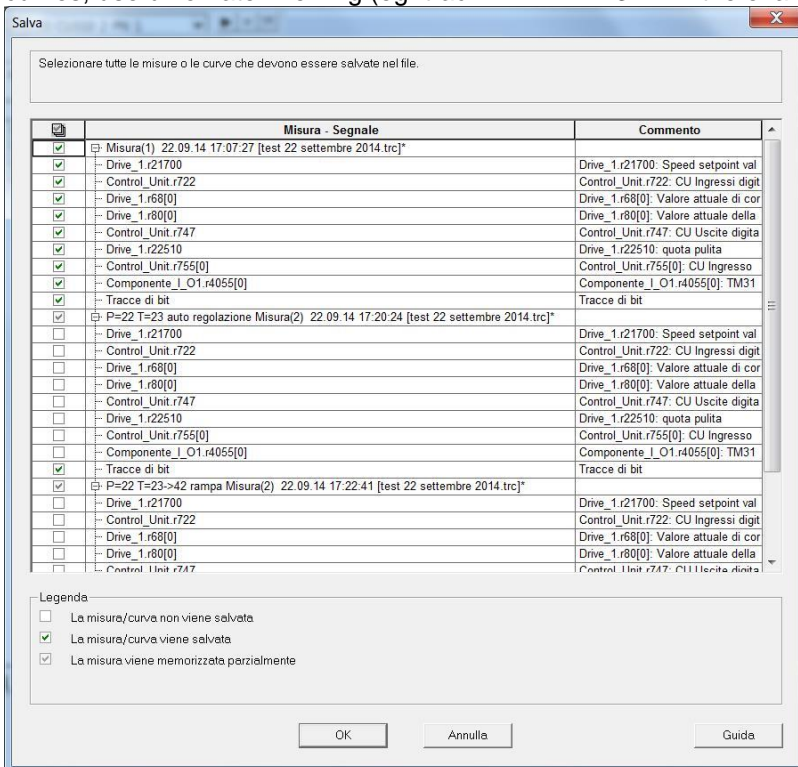 Salva
Selezionare tutte le misure o le curve che devono essere salvate nel file.
Misura - Segnale Commento
Misura(1) 22.09.14 17:07:27 [test 22 settembre 2014.trc]*
Drive_1.r21700 Drive_1.r21700: Speed setpoint val
Control_Unit.r722 Control_Unit.r722: CU Ingressi digit
Drive_1.r68[0] Drive_1.r68[0]: Valore attuale di cor
Drive_1.r80[0] Drive_1.r80[0]: Valore attuale della
Control_Unit.r747 Control_Unit.r747: CU Uscite digita
Drive_1.r22510 Drive_1.r22510: quota pulita
Control_Unit.r755[0] Control_Unit.r755[0]: CU Ingresso
Componente_I_O1.r4055[0] Componente_I_O1.r4055[0]: TM31
Tracce di bit Tracce di bit
P=22 T=23 auto regolazione Misura(2) 22.09.14 17:20:24 [test 22 settembre 2014.trc]*
Drive_1.r21700 Drive_1.r21700: Speed setpoint val
Control_Unit.r722 Control_Unit.r722: CU Ingressi digit
Drive_1.r68[0] Drive_1.r68[0]: Valore attuale di cor
Drive_1.r80[0] Drive_1.r80[0]: Valore attuale della
Control_Unit.r747 Control_Unit.r747: CU Uscite digita
Drive_1.r22510 Drive_1.r22510: quota pulita
Control_Unit.r755[0] Control_Unit.r755[0]: CU Ingresso
Componente_I_O1.r4055[0] Componente_I_O1.r4055[0]: TM31
Tracce di bit Tracce di bit
P=22 T=23->42 rampa Misura(2) 22.09.14 17:22:41 [test 22 settembre 2014.trc]*
Drive_1.r21700 Drive_1.r21700: Speed setpoint val
Control_Unit.r722 Control_Unit.r722: CU Ingressi digit
Drive_1.r68[0] Drive_1.r68[0]: Valore attuale di cor
Drive_1.r80[0] Drive_1.r80[0]: Valore attuale della
Control_Unit.r747 Control_Unit.r747: CU Uscite digita
Legenda
La misura/curva non viene salvata
La misura/curva viene salvata
La misura viene memorizzata parzialmente
OK Annulla Guida